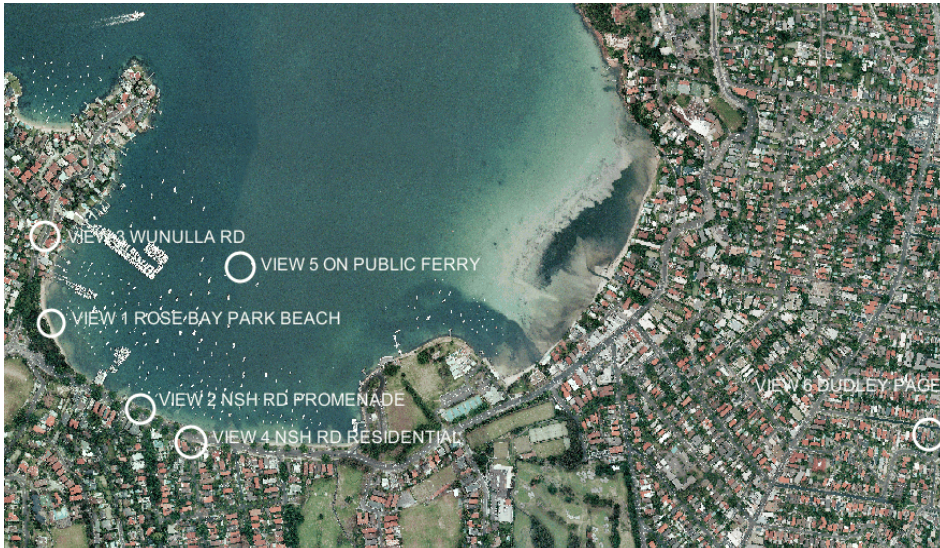 VIEW 3 WUNULLA RD
VIEW 5 ON PUBLIC FERRY
VIEW 1 ROSE BAY PARK BEACH
VIEW 6 DUDLEY PAGE
VIEW 2 NSH RD PROMENADE
VIEW 4 NSH RD RESIDENTIAL